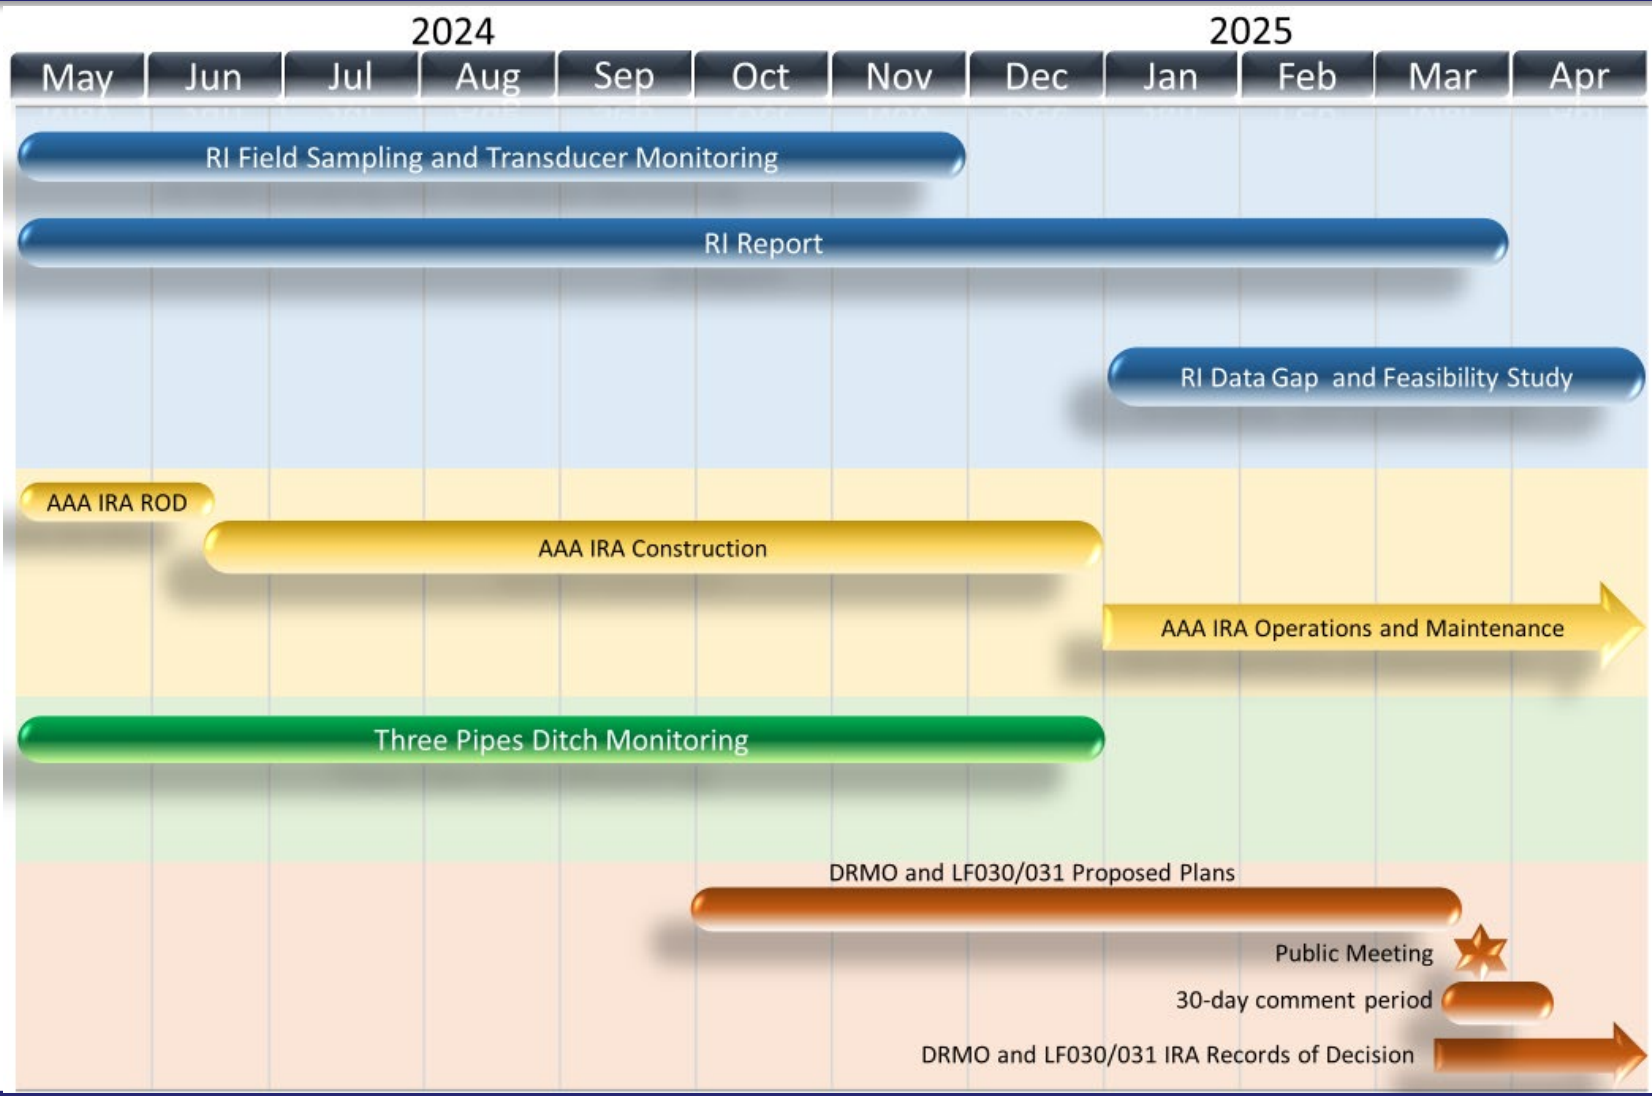 2024 2025
May Jun Jul Aug Sep Oct Nov Dec Jan Feb Mar Apr
RI Field Sampling and Transducer Monitoring
RI Report
RI Data Gap and Feasibility Study
AAA IRA ROD
AAA IRA Construction
AAA IRA Operations and Maintenance
Three Pipes Ditch Monitoring
DRMO and LF030/031 Proposed Plans
Public Meeting
30-day comment period
DRMO and LF030/031 IRA Records of Decision